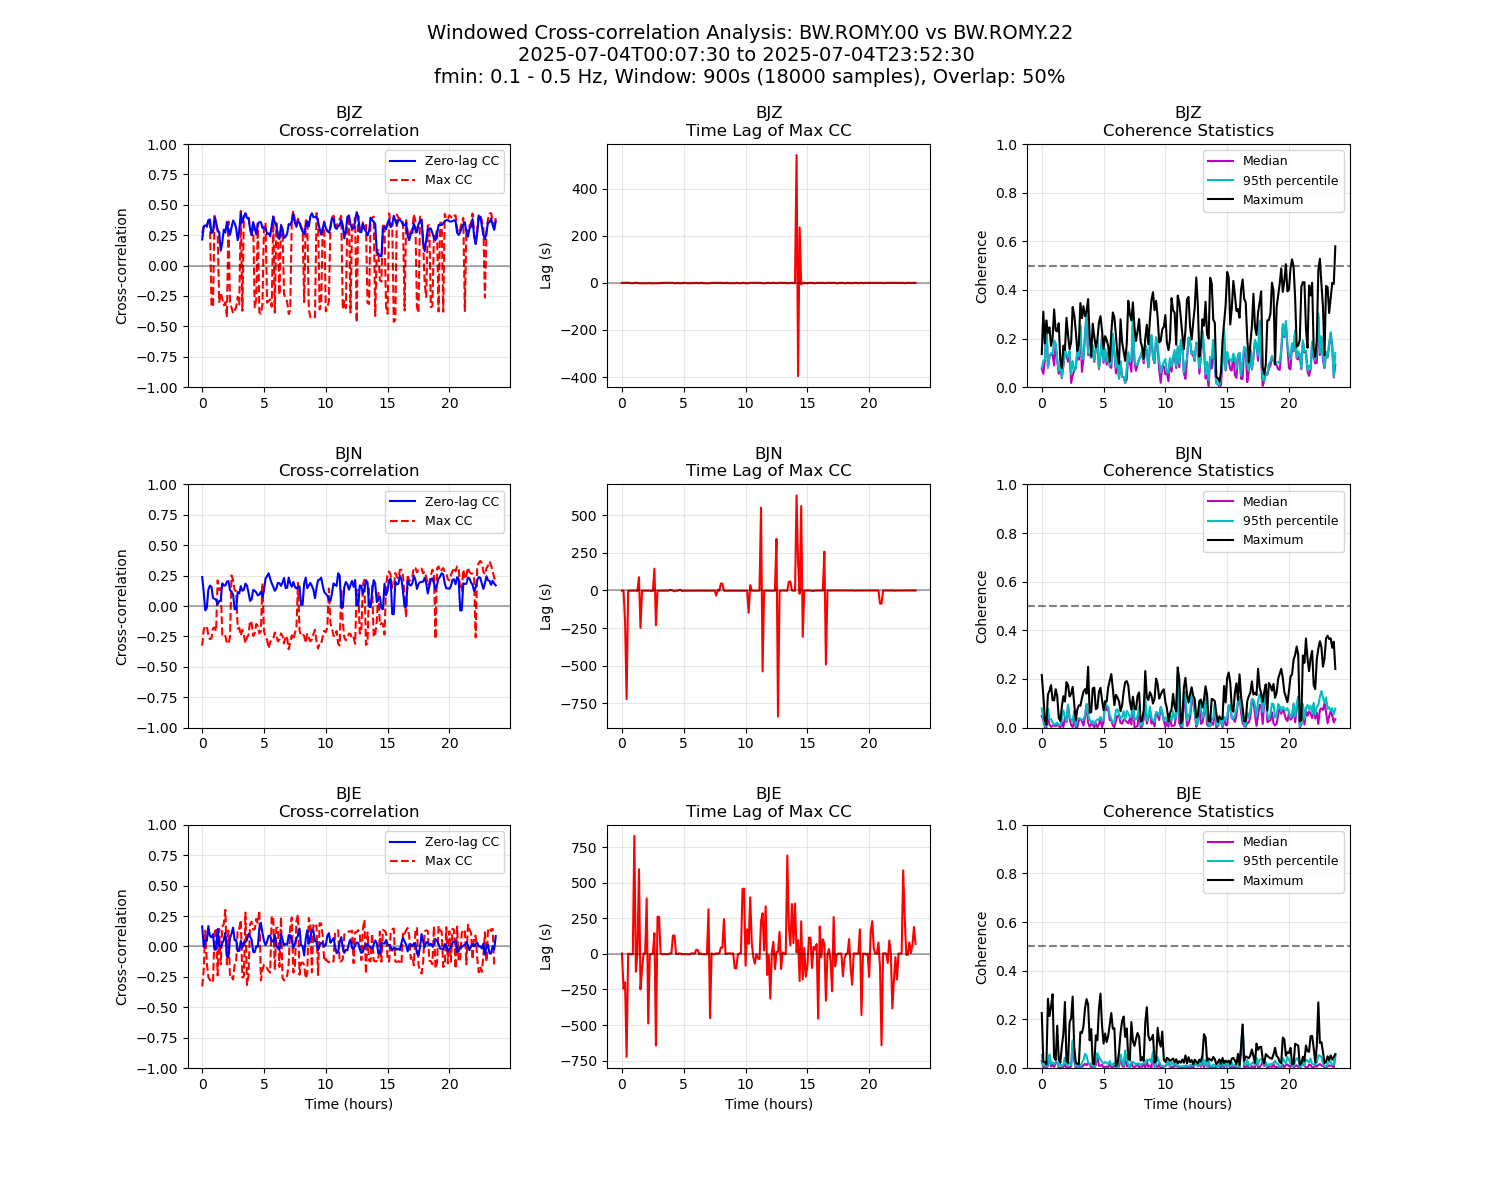 Windowed Cross-correlation Analysis: BW.ROMY.00 vs BW.ROMY.22
2025-07-04T00:07:30 to 2025-07-04T23:52:30
fmin: 0.1 - 0.5 Hz, Window: 900s (18000 samples), Overlap: 50%
BJZ
Cross-correlation
Cross-correlation
1.00
0.75
0.50
0.25
0.00
−0.25
−0.50
−0.75
−1.00
0 5 10 15 20
Zero-lag CC
Max CC
BJZ
Time Lag of Max CC
Lag (s)
400
200
0
−200
−400
0 5 10 15 20
BJZ
Coherence Statistics
Coherence
1.0
0.8
0.6
0.4
0.2
0.0
0 5 10 15 20
Median
95th percentile
Maximum
BJN
Cross-correlation
Cross-correlation
1.00
0.75
0.50
0.25
0.00
−0.25
−0.50
−0.75
−1.00
0 5 10 15 20
Zero-lag CC
Max CC
BJN
Time Lag of Max CC
Lag (s)
500
250
0
−250
−500
−750
0 5 10 15 20
BJN
Coherence Statistics
Coherence
1.0
0.8
0.6
0.4
0.2
0.0
0 5 10 15 20
Median
95th percentile
Maximum
BJE
Cross-correlation
Cross-correlation
1.00
0.75
0.50
0.25
0.00
−0.25
−0.50
−0.75
−1.00
0 5 10 15 20
Time (hours)
Zero-lag CC
Max CC
BJE
Time Lag of Max CC
Lag (s)
750
500
250
0
−250
−500
−750
0 5 10 15 20
Time (hours)
BJE
Coherence Statistics
Coherence
1.0
0.8
0.6
0.4
0.2
0.0
0 5 10 15 20
Time (hours)
Median
95th percentile
Maximum